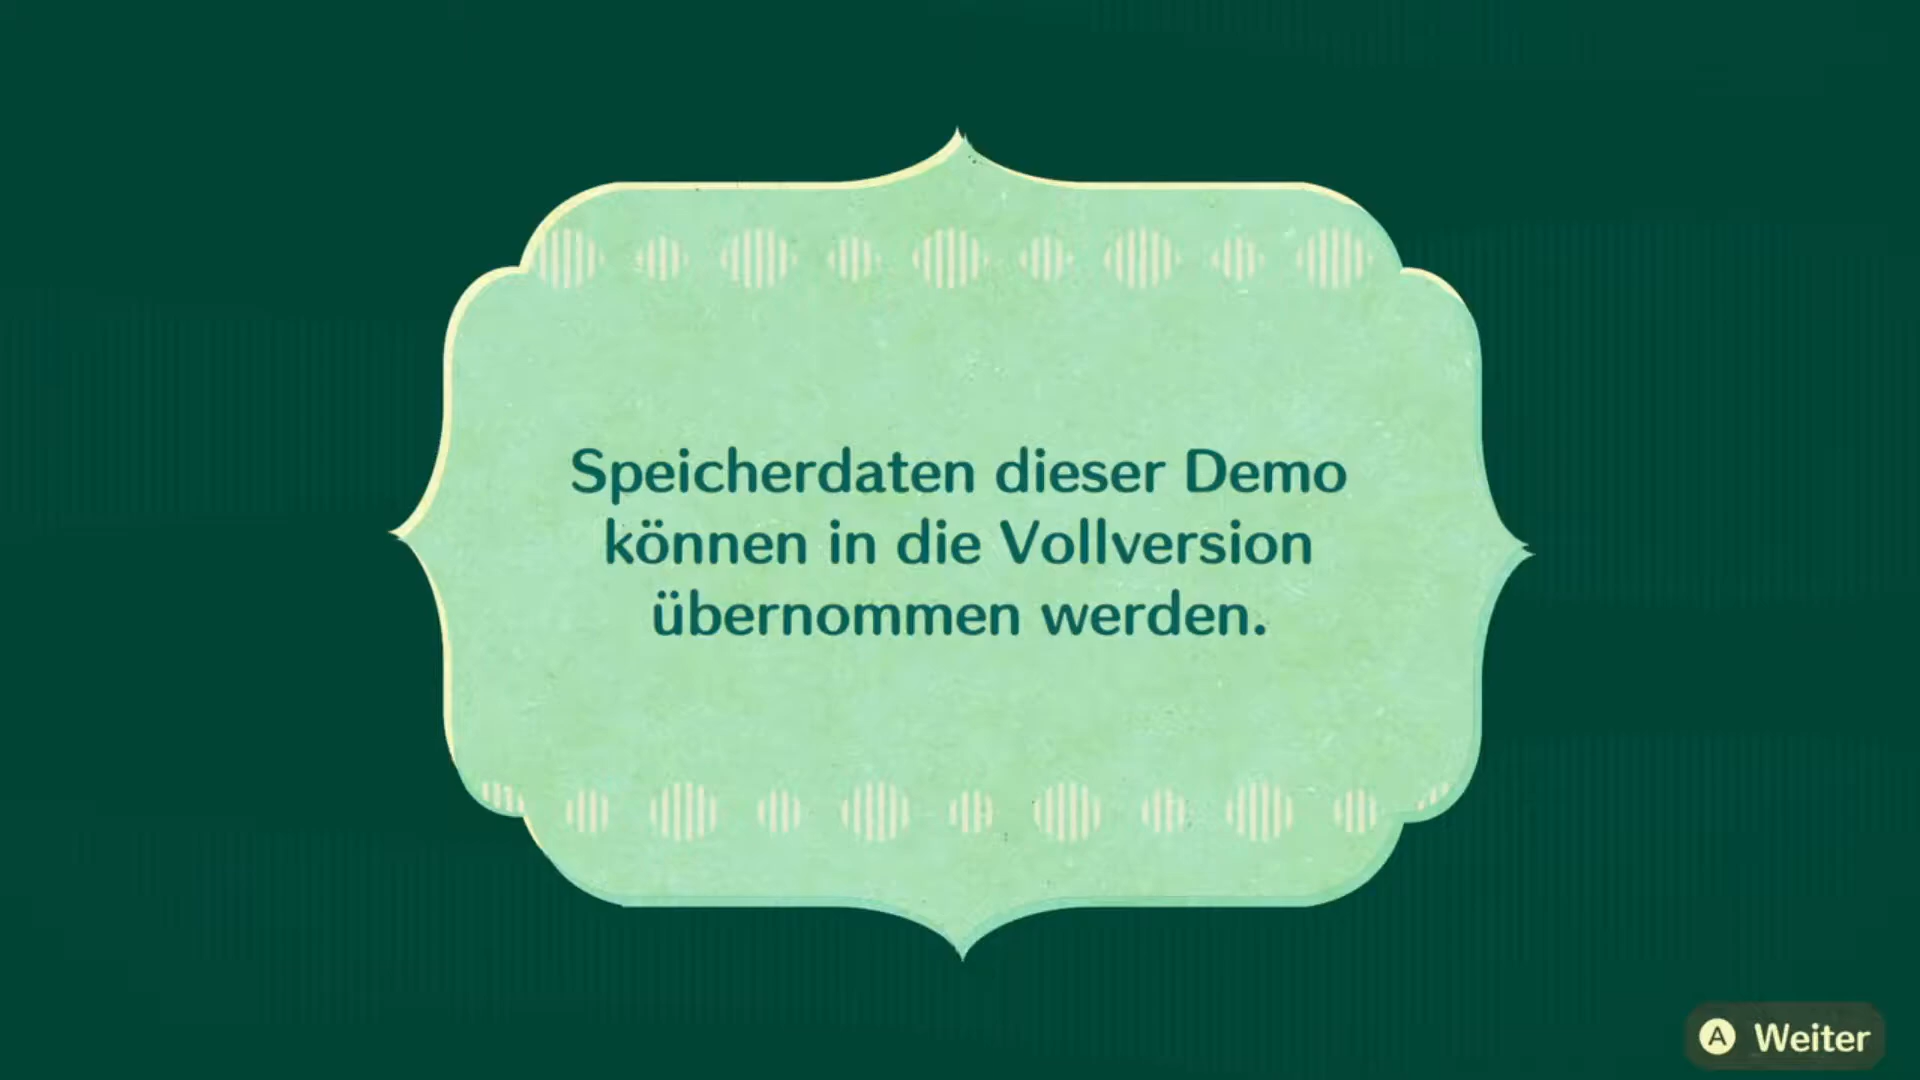 Speicherdaten dieser Demo
können in die Vollversion
übernommen werden.
A Weiter